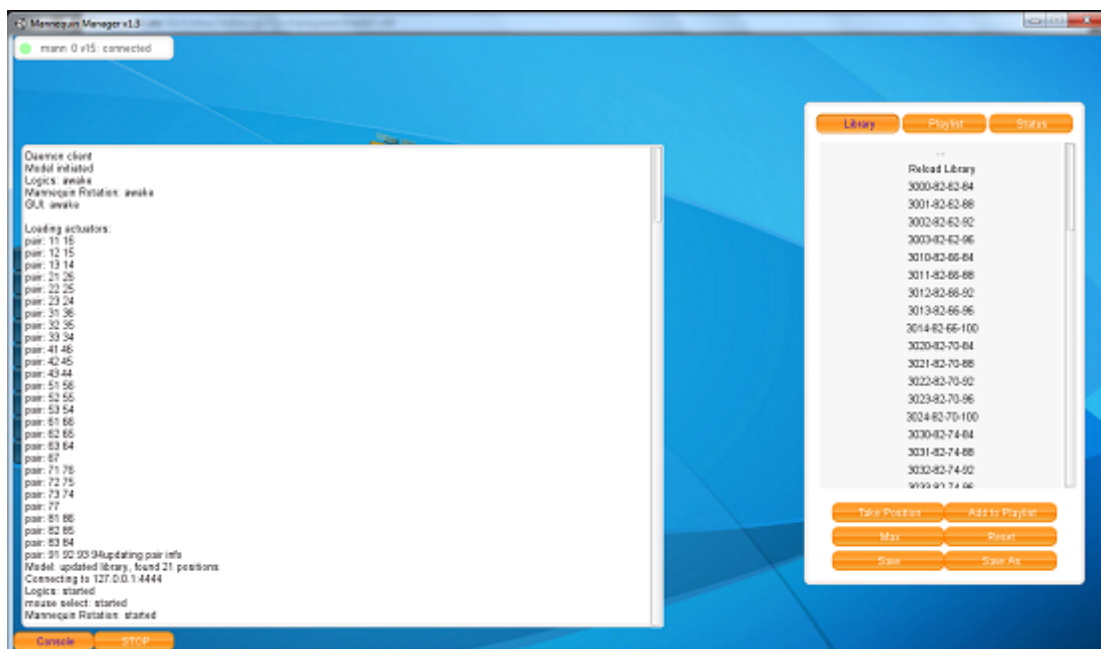 Mannequin Manager v1.3
mann 0 v15: connected
Daemon client
Model initiated
Logics: awake
Mannequin Rotation: awake
GUI: awake
Loading actuators:
pair: 11 16
pair: 12 15
pair: 13 14
pair: 21 26
pair: 22 25
pair: 23 24
pair: 31 36
pair: 32 35
pair: 33 34
pair: 41 46
pair: 42 45
pair: 43 44
pair: 51 56
pair: 52 55
pair: 53 54
pair: 61 66
pair: 62 65
pair: 63 64
pair: 67
pair: 71 76
pair: 72 75
pair: 73 74
pair: 77
pair: 81 86
pair: 82 85
pair: 83 84
pair: 91 92 93 94updating pair info
Model: updated library, found 21 positions
Connecting to 127.0.0.1:4444
Logics: started
mouse select: started
Mannequin Rotation: started
Console STOP
Library Playlist Status
..
Reload Library
3000-82-62-84
3001-82-62-88
3002-82-62-92
3003-82-62-96
3010-82-66-84
3011-82-66-88
3012-82-66-92
3013-82-66-96
3014-82-66-100
3020-82-70-84
3021-82-70-88
3022-82-70-92
3023-82-70-96
3024-82-70-100
3030-82-74-84
3031-82-74-88
3032-82-74-92
3033-82-74-96
Take Position Add to Playlist
Max Reset
Save Save As